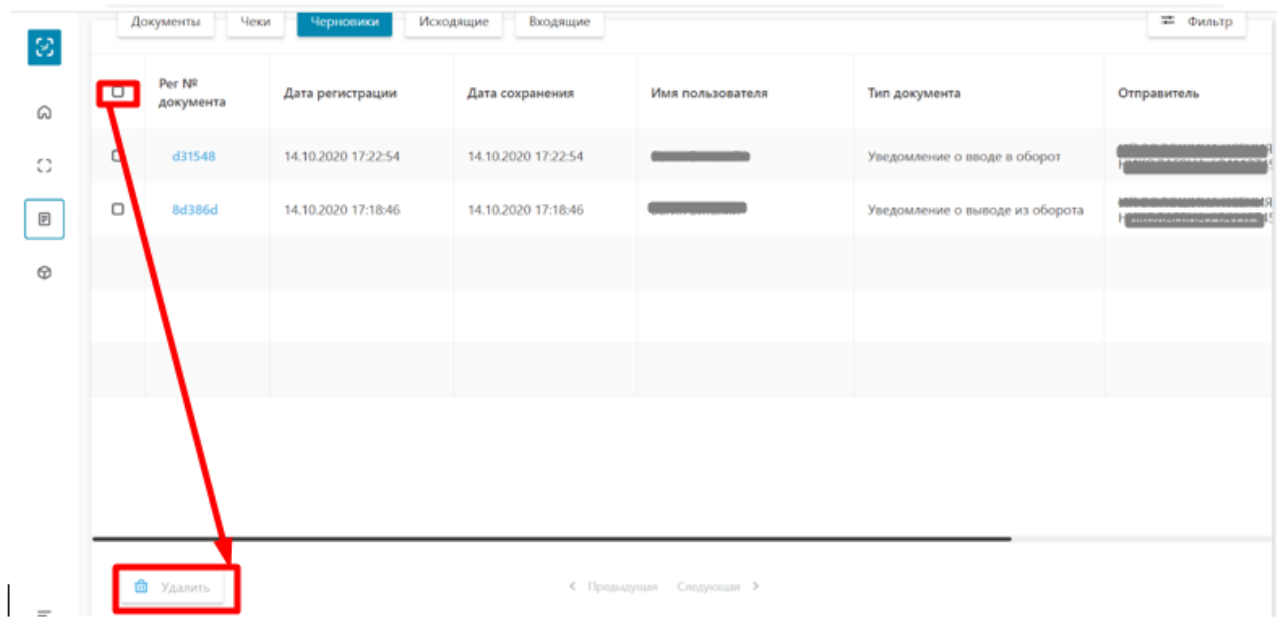 Документы Чеки Черновики Исходящие Входящие Фильтр
Рег №
документа Дата регистрации Дата сохранения Имя пользователя Тип документа Отправитель
d31548 14.10.2020 17:22:54 14.10.2020 17:22:54 Уведомление о вводе в оборот
8d386d 14.10.2020 17:18:46 14.10.2020 17:18:46 Уведомление о выводе из оборота
Удалить Предыдущая Следующая